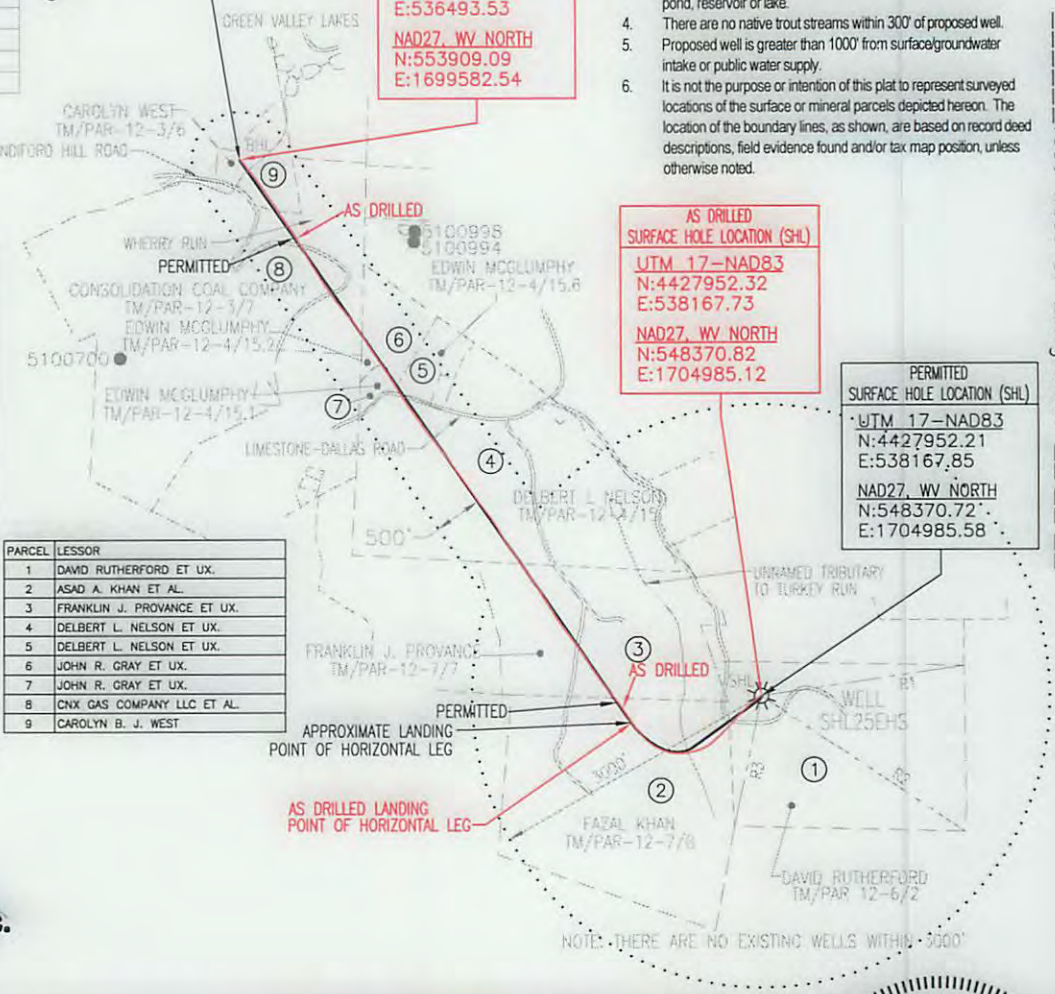 E:536493.53
NAD27, WV NORTH
N:553909.09
E:1699582.54
pond, reservoir or lake.
4. There are no native trout streams within 300' of proposed well.
5. Proposed well is greater than 1000' from surface/groundwater
intake or public water supply.
6. It is not the purpose or intention of this plat to represent surveyed
locations of the surface or mineral parcels depicted hereon. The
location of the boundary lines, as shown, are based on record deed
descriptions, field evidence found and/or tax map position, unless
otherwise noted.
GREEN VALLEY LAKES
CAROLYN WEST
TM/PAR-12-3/6
NDIFORD HILL ROAD
BHL
9
AS DRILLED
WHERRY RUN
PERMITTED
8
5100998
5100994
EDWIN MCGLUMPHY
TM/PAR-12-4/15.6
CONSOLIDATION COAL COMPANY
TM/PAR-12-3/7
EDWIN MCGLUMPHY
TM/PAR-12-4/15.2
5100700
6
5
EDWIN MCGLUMPHY
TM/PAR-12-4/15.1
7
LIMESTONE-DALLAS ROAD
4
AS DRILLED
SURFACE HOLE LOCATION (SHL)
UTM 17-NAD83
N:4427952.32
E:538167.73
NAD27, WV NORTH
N:548370.82
E:1704985.12
PERMITTED
SURFACE HOLE LOCATION (SHL)
UTM 17-NAD83
N:4427952.21
E:538167.85
NAD27, WV NORTH
N:548370.72
E:1704985.58
DELBERT L NELSON
TM/PAR-12-4/15
500'
UNNAMED TRIBUTARY
TO TURKEY RUN
PARCEL LESSOR
1 DAVID RUTHERFORD ET UX.
2 ASAD A. KHAN ET AL.
3 FRANKLIN J. PROVANCE ET UX.
4 DELBERT L. NELSON ET UX.
5 DELBERT L. NELSON ET UX.
6 JOHN R. GRAY ET UX.
7 JOHN R. GRAY ET UX.
8 CNX GAS COMPANY LLC ET AL.
9 CAROLYN B. J. WEST
FRANKLIN J. PROVANCE
TM/PAR-12-7/7
3
AS DRILLED
SHL
R1
WELL
SHL25EHS
PERMITTED
APPROXIMATE LANDING
POINT OF HORIZONTAL LEG
3000'
R3
R2
1
2
AS DRILLED LANDING
POINT OF HORIZONTAL LEG
FAZAL KHAN
TM/PAR-12-7/8
DAVID RUTHERFORD
TM/PAR 12-6/2
NOTE: THERE ARE NO EXISTING WELLS WITHIN 3000'